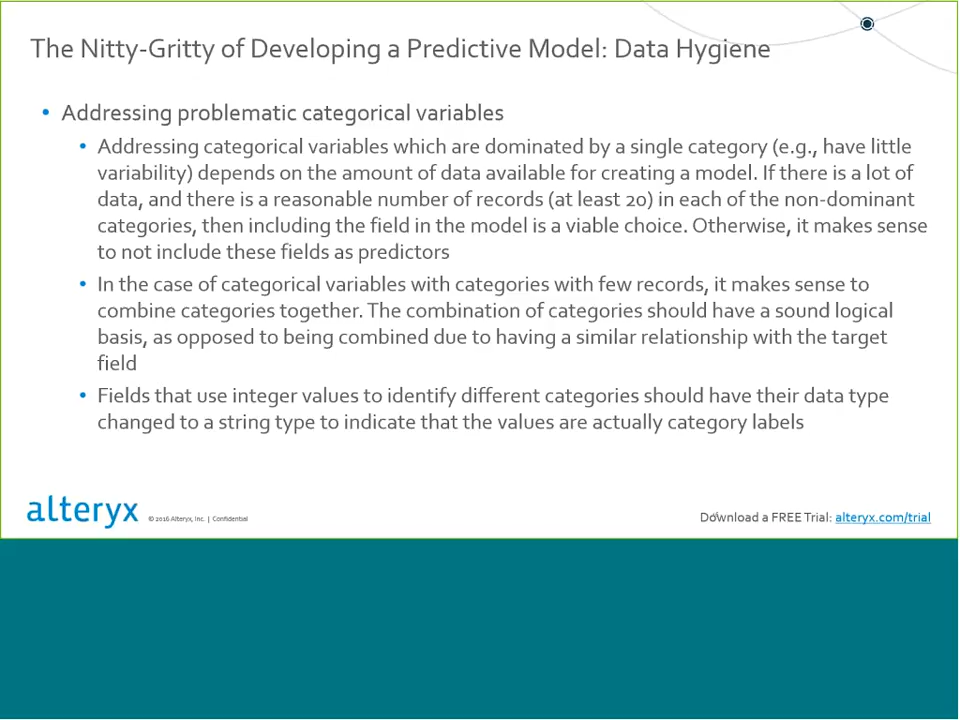 The Nitty-Gritty of Developing a Predictive Model: Data Hygiene
• Addressing problematic categorical variables
• Addressing categorical variables which are dominated by a single category (e.g., have little
variability) depends on the amount of data available for creating a model. If there is a lot of
data, and there is a reasonable number of records (at least 20) in each of the non-dominant
categories, then including the field in the model is a viable choice. Otherwise, it makes sense
to not include these fields as predictors
• In the case of categorical variables with categories with few records, it makes sense to
combine categories together. The combination of categories should have a sound logical
basis, as opposed to being combined due to having a similar relationship with the target
field
• Fields that use integer values to identify different categories should have their data type
changed to a string type to indicate that the values are actually category labels
alteryx © 2016 Alteryx, Inc. | Confidential
Download a FREE Trial: alteryx.com/trial